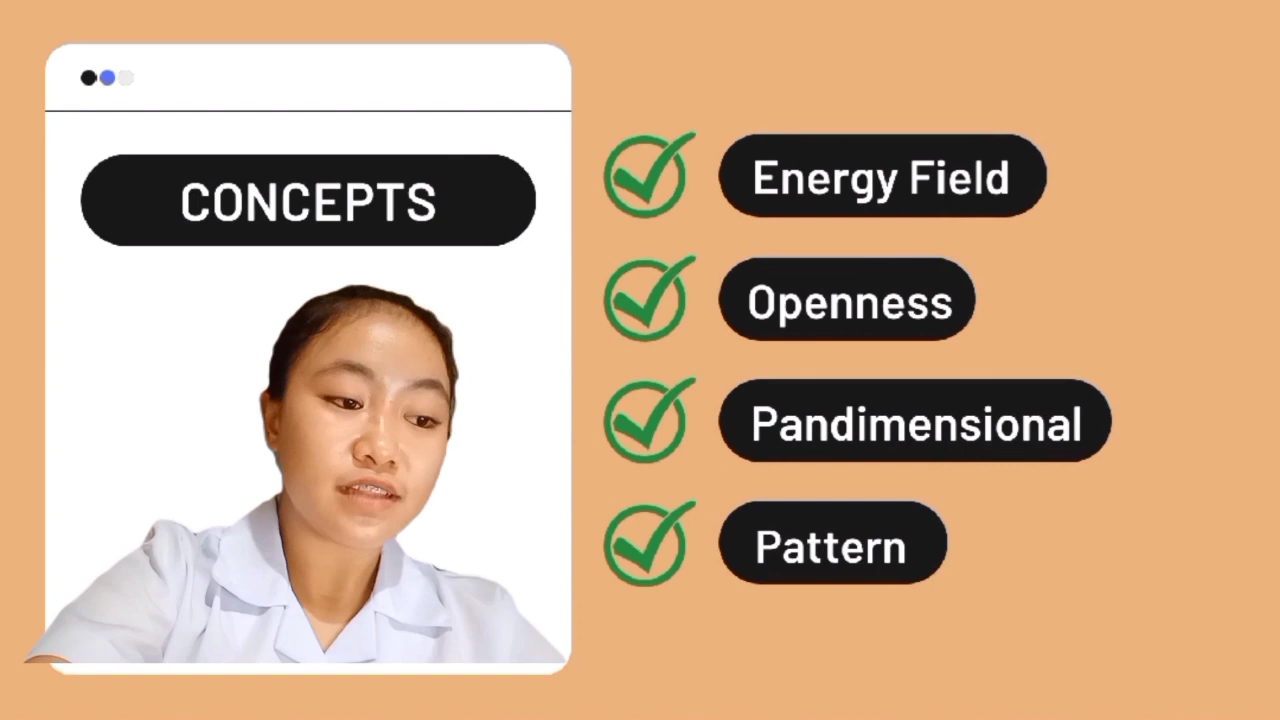 CONCEPTS
Energy Field
Openness
Pandimensional
Pattern